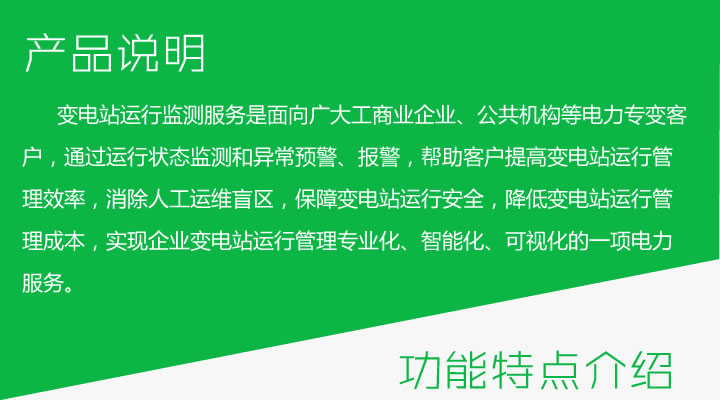 产品说明
变电站运行监测服务是面向广大工商业企业、公共机构等电力专变客
户，通过运行状态监测和异常预警、报警，帮助客户提高变电站运行管
理效率，消除人工运维盲区，保障变电站运行安全，降低变电站运行管
理成本，实现企业变电站运行管理专业化、智能化、可视化的一项电力
服务。
功能特点介绍